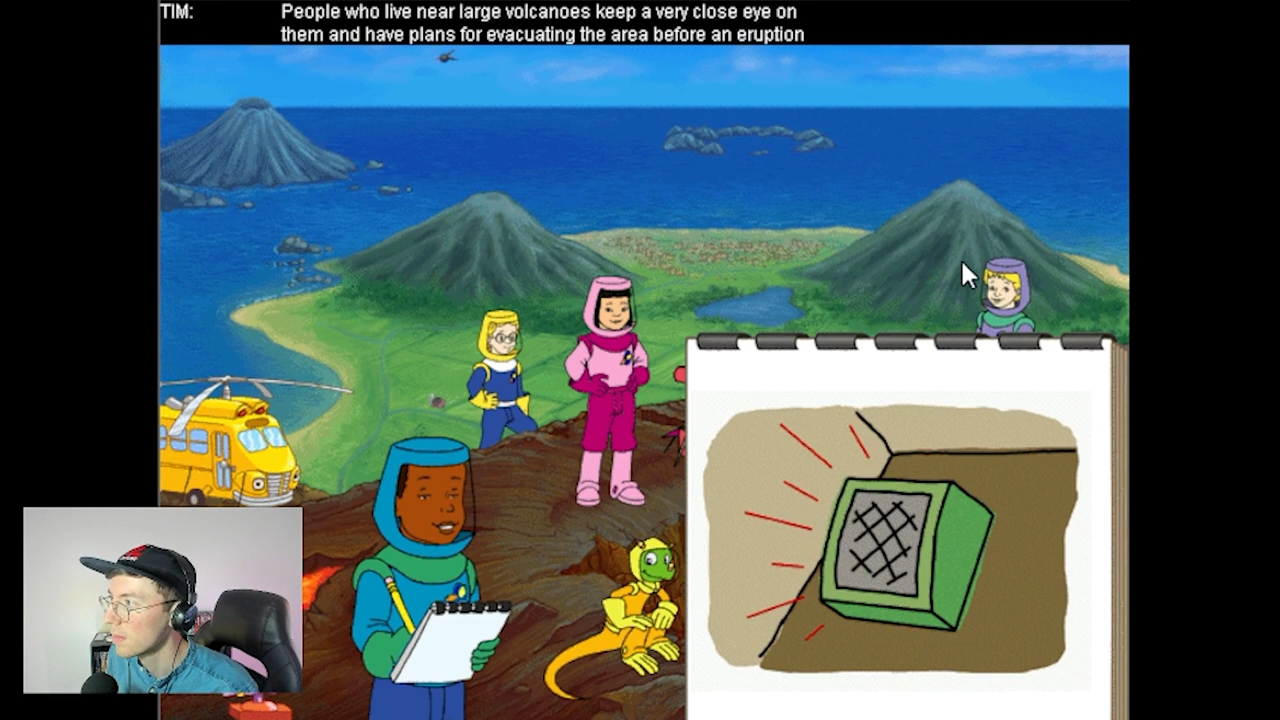 TIM:
People who live near large volcanoes keep a very close eye on
them and have plans for evacuating the area before an eruption